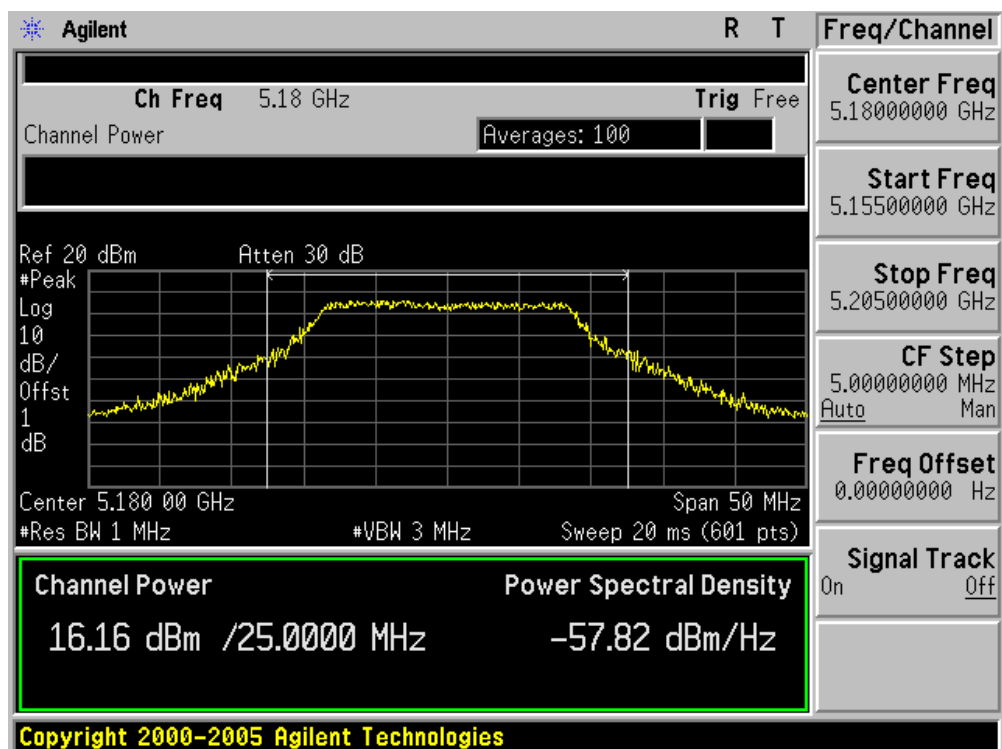 Agilent R T Freq/Channel
Ch Freq 5.18 GHz Trig Free
Channel Power Averages: 100
Center Freq
5.18000000 GHz
Start Freq
5.15500000 GHz
Stop Freq
5.20500000 GHz
CF Step
5.00000000 MHz
Auto Man
Freq Offset
0.00000000 Hz
Signal Track
On Off
Ref 20 dBm Atten 30 dB
#Peak
Log
10
dB/
Offst
1
dB
Center 5.180 00 GHz Span 50 MHz
#Res BW 1 MHz #VBW 3 MHz Sweep 20 ms (601 pts)
Channel Power Power Spectral Density
16.16 dBm /25.0000 MHz -57.82 dBm/Hz
Copyright 2000-2005 Agilent Technologies